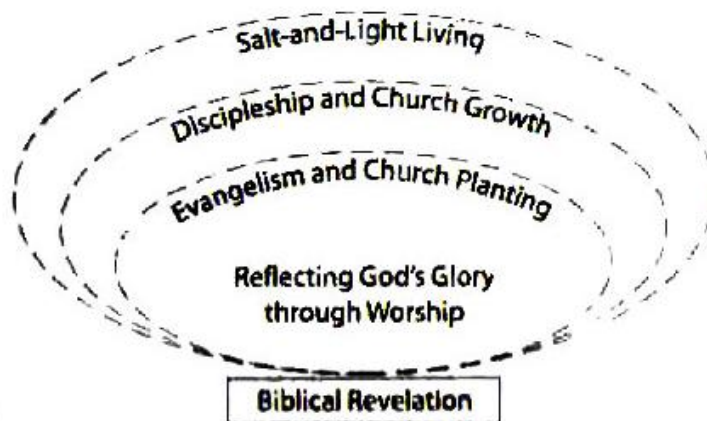 Salt-and-Light Living
Discipleship and Church Growth
Evangelism and Church Planting
Reflecting God's Glory
through Worship
Biblical Revelation